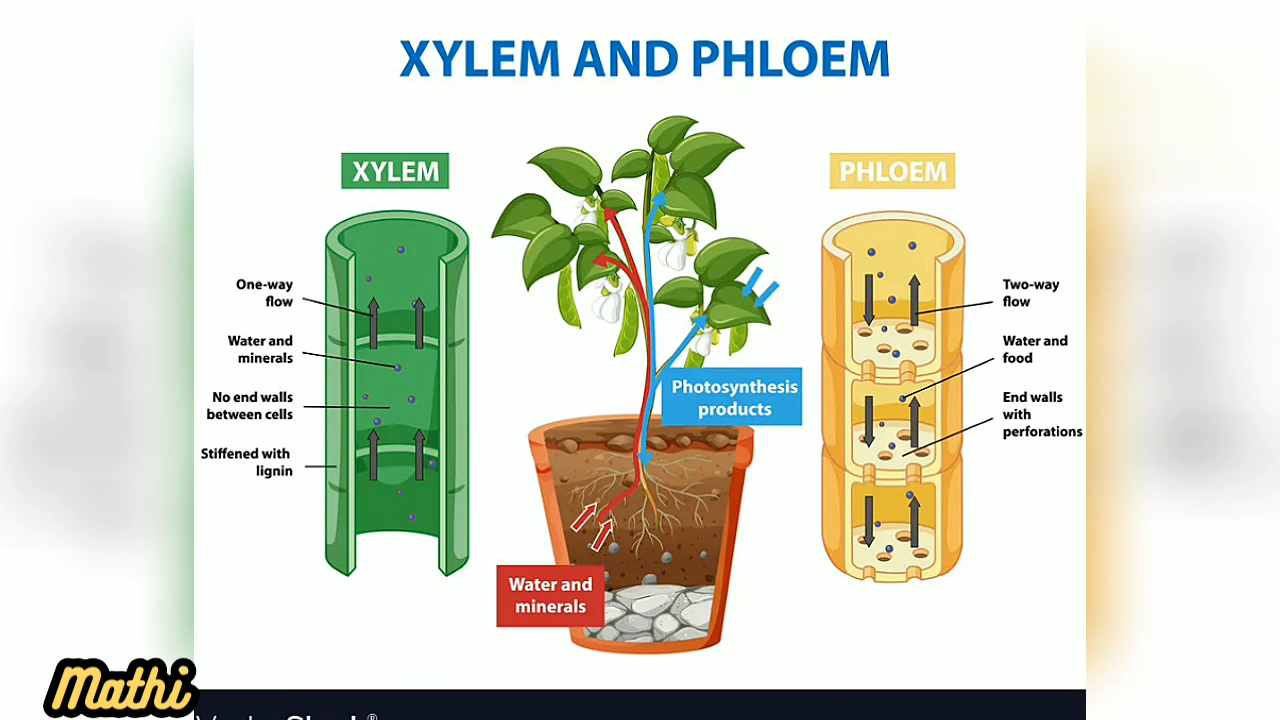 XYLEM AND PHLOEM
XYLEM
One-way
flow
Water and
minerals
No end walls
between cells
Stiffened with
lignin
Photosynthesis
products
Water and
minerals
PHLOEM
Two-way
flow
Water and
food
End walls
with
perforations
Mathi